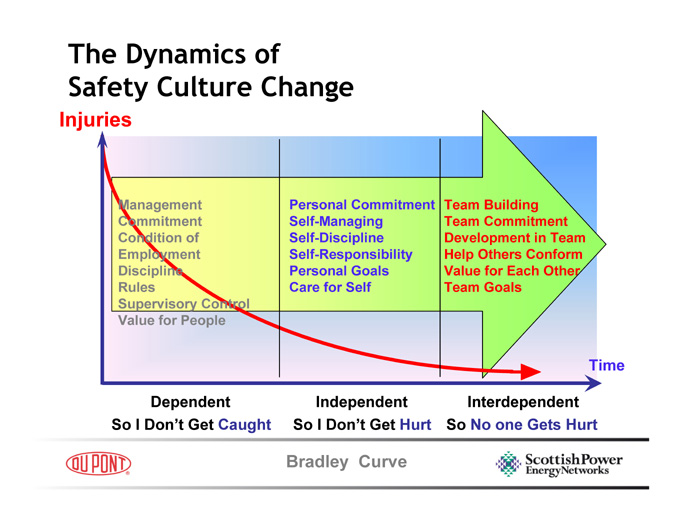 The Dynamics of
Safety Culture Change
Injuries
Management
Commitment
Condition of
Employment
Discipline
Rules
Supervisory Control
Value for People
Personal Commitment
Self-Managing
Self-Discipline
Self-Responsibility
Personal Goals
Care for Self
Team Building
Team Commitment
Development in Team
Help Others Conform
Value for Each Other
Team Goals
Time
Dependent
So I Don’t Get Caught
Independent
So I Don’t Get Hurt
Interdependent
So No one Gets Hurt
DUPONT®
Bradley Curve
ScottishPower
EnergyNetworks